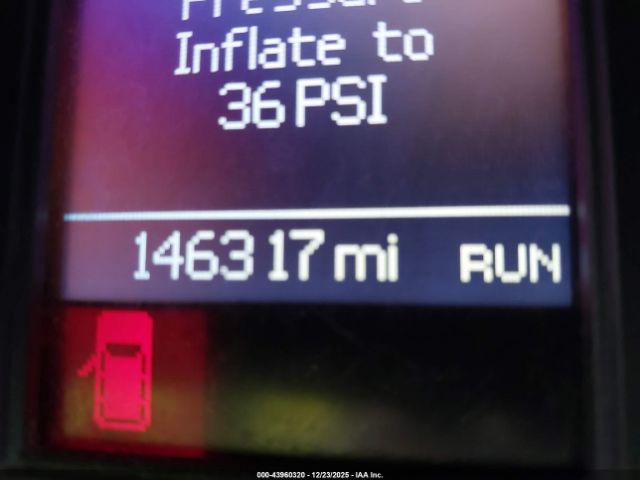 Inflate to
36 PSI
146317 mi RUN
000-43960320 - 12/23/2025 - IAA Inc.